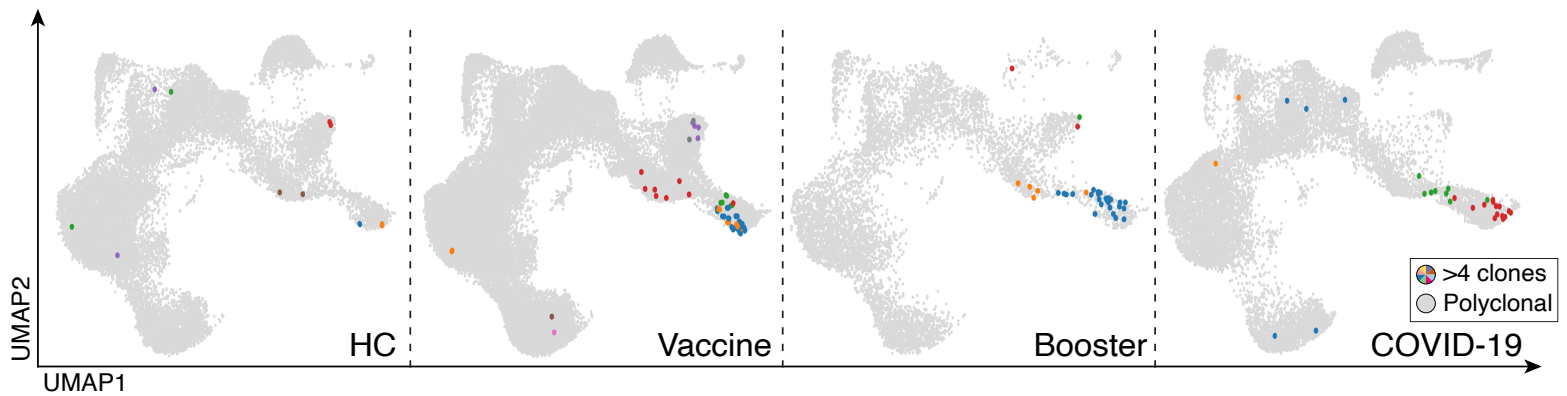 UMAP2
HC
Vaccine
Booster
>4 clones
Polyclonal
COVID-19
UMAP1